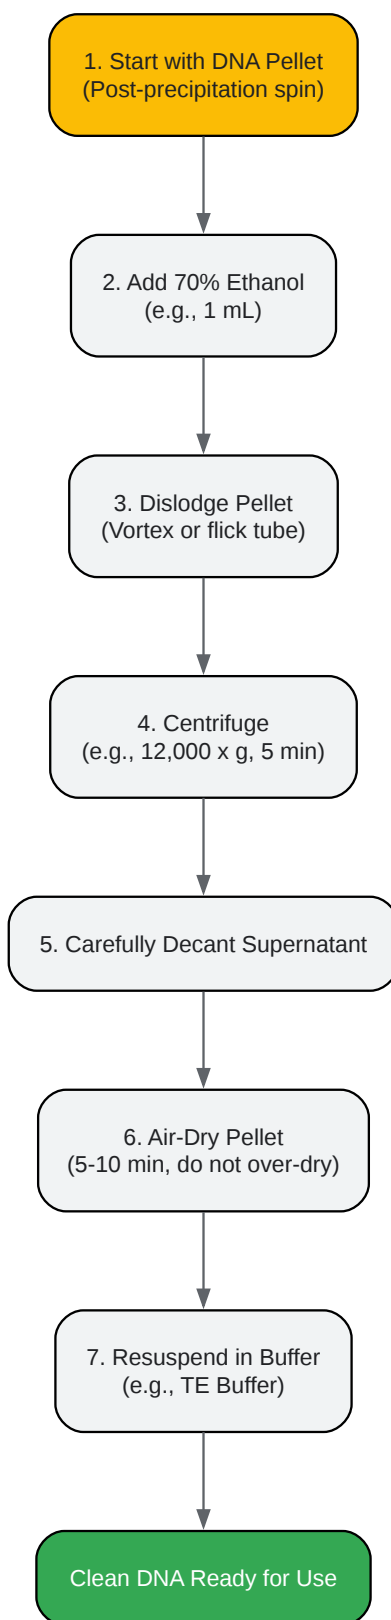 1. Start with DNA Pellet
(Post-precipitation spin)
2. Add 70% Ethanol
(e.g., 1 mL)
3. Dislodge Pellet
(Vortex or flick tube)
4. Centrifuge
(e.g., 12,000 x g, 5 min)
5. Carefully Decant Supernatant
6. Air-Dry Pellet
(5-10 min, do not over-dry)
7. Resuspend in Buffer
(e.g., TE Buffer)
Clean DNA Ready for Use